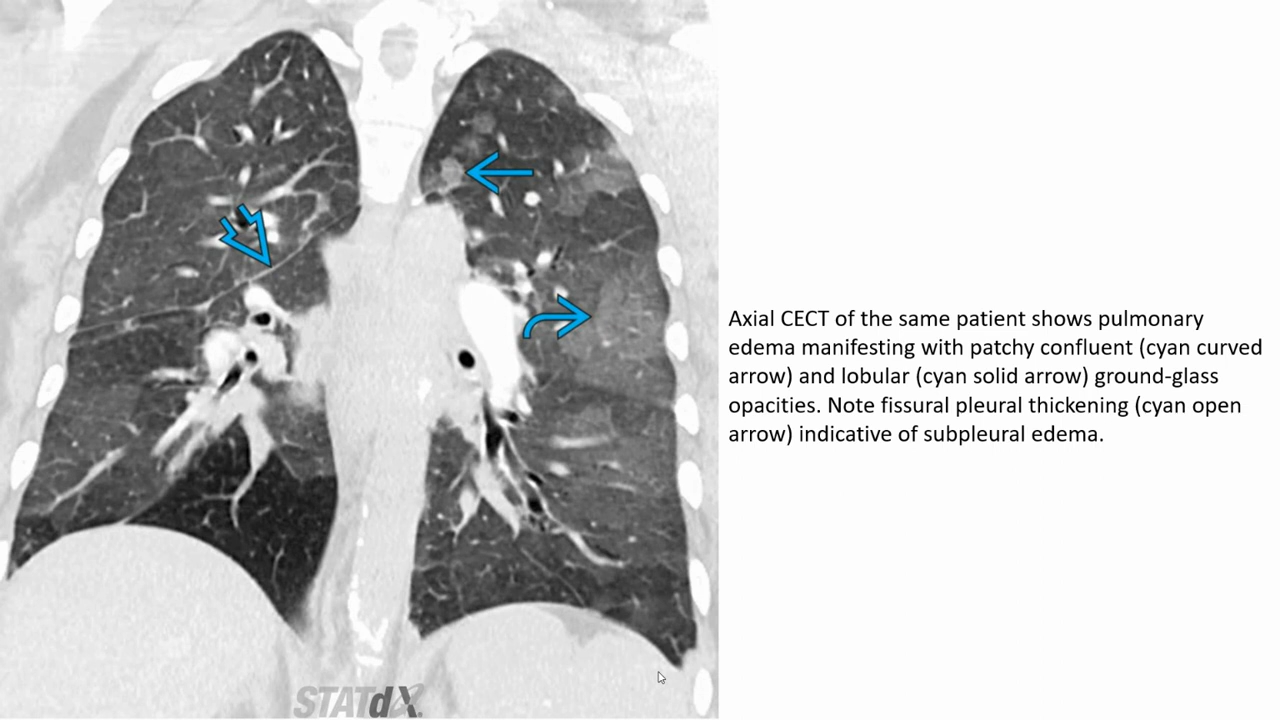 Axial CECT of the same patient shows pulmonary
edema manifesting with patchy confluent (cyan curved
arrow) and lobular (cyan solid arrow) ground-glass
opacities. Note fissural pleural thickening (cyan open
arrow) indicative of subpleural edema.
STATdX